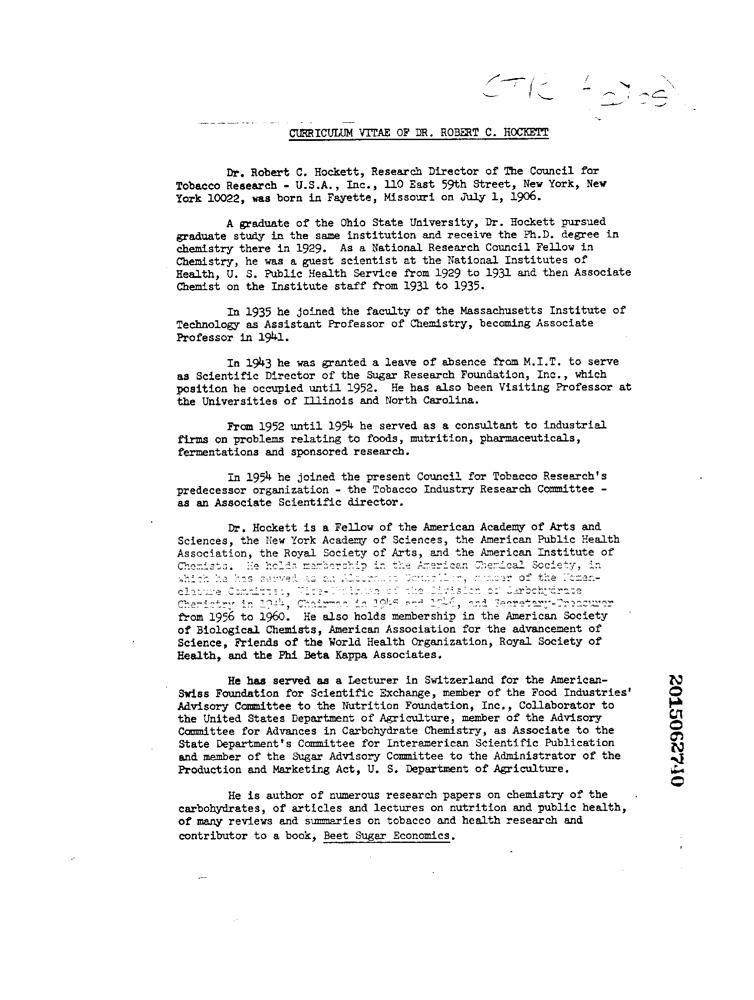 CTR
CURRICULUM VITAE OF DR. ROBERT C. HOCKETT
Dr. Robert C. Hockett, Research Director of The Council for
Tobacco Research - U.S.A., Inc., 110 East 59th Street, New York, New
York 10022, was born in Fayette, Missouri on July 1, 1906.
A graduate of the Ohio State University, Dr. Hockett pursued
graduate study in the same institution and receive the Ph.D. degree in
chemistry there in 1929. As a National Research Council Fellow in
Chemistry, he was a guest scientist at the National Institutes of
Health, U. S. Public Health Service from 1929 to 1931 and then Associate
Chemist on the Institute staff from 1931 to 1935.
In 1935 he joined the faculty of the Massachusetts Institute of
Technology as Assistant Professor of Chemistry, becoming Associate
Professor in 1941.
In 1943 he was granted a leave of absence from M.I.T. to serve
as Scientific Director of the Sugar Research Foundation, Inc., which
position he occupied until 1952. He has also been Visiting Professor at
the Universities of Illinois and North Carolina.
From 1952 until 1954 he served as a consultant to industrial
firms on problems relating to foods, nutrition, pharmaceuticals,
fermentations and sponsored research.
In 1954 he joined the present Council for Tobacco Research's
predecessor organization - the Tobacco Industry Research Committee -
as an Associate Scientific director.
Dr. Hockett is a Fellow of the American Academy of Arts and
Sciences, the New York Academy of Sciences, the American Public Health
Association, the Royal Society of Arts, and the American Institute of
Chemists. He holds membership in the American Chemical Society, in
which he has served as an Alternate Councillor, member of the Nomen-
clature Committee, Vice-Chairman of the Division of Carbohydrate
Chemistry in 1944, Chairman in 1945 and 1946, and Secretary-Treasurer
from 1956 to 1960. He also holds membership in the American Society
of Biological Chemists, American Association for the advancement of
Science, Friends of the World Health Organization, Royal Society of
Health, and the Phi Beta Kappa Associates.
He has served as a Lecturer in Switzerland for the American-
Swiss Foundation for Scientific Exchange, member of the Food Industries'
Advisory Committee to the Nutrition Foundation, Inc., Collaborator to
the United States Department of Agriculture, member of the Advisory
Committee for Advances in Carbohydrate Chemistry, as Associate to the
State Department's Committee for Interamerican Scientific Publication
and member of the Sugar Advisory Committee to the Administrator of the
Production and Marketing Act, U. S. Department of Agriculture.
He is author of numerous research papers on chemistry of the
carbohydrates, of articles and lectures on nutrition and public health,
of many reviews and summaries on tobacco and health research and
contributor to a book, Beet Sugar Economics.
2015062740